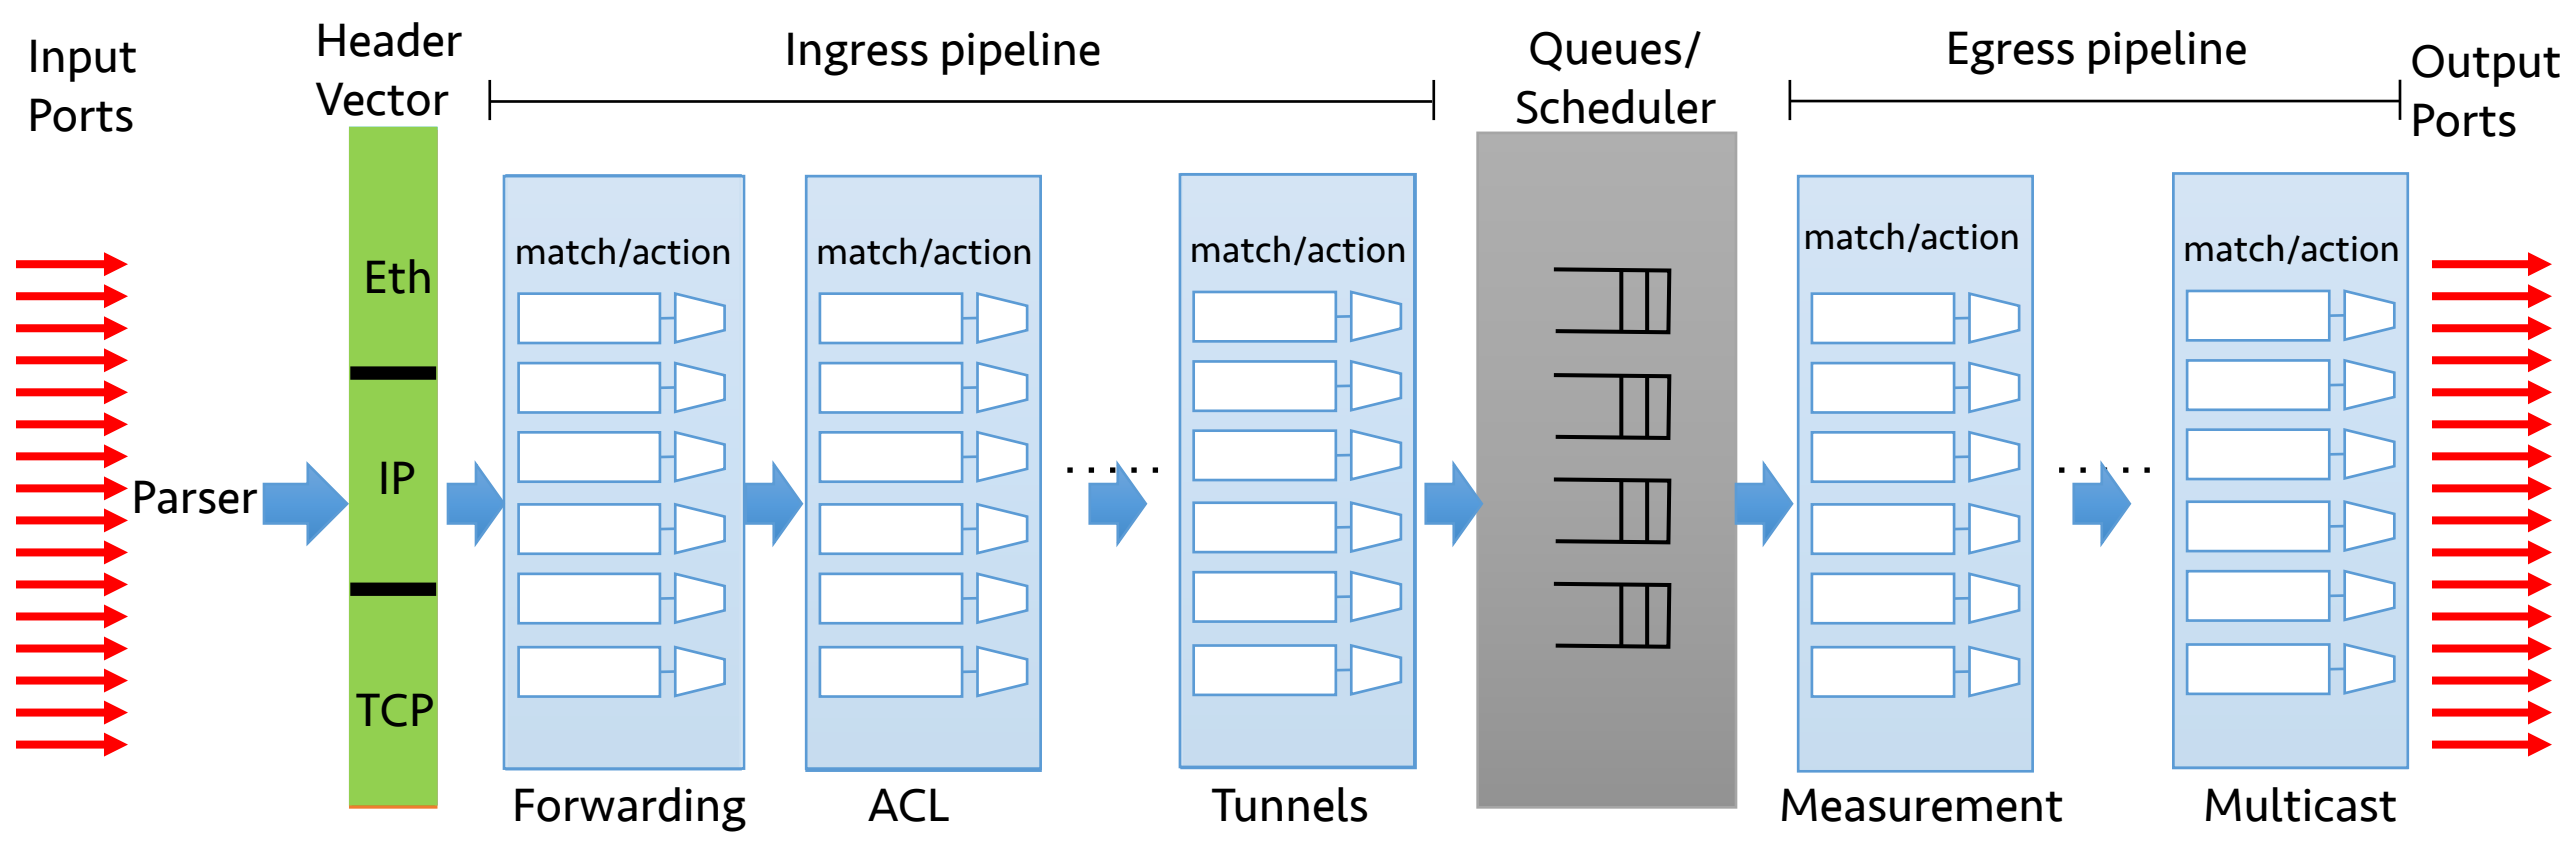 Input
Ports
Header
Vector
Ingress pipeline
Queues/
Scheduler
Egress pipeline
Output
Ports
Parser
Eth
IP
TCP
match/action
match/action
.....
match/action
match/action
.....
match/action
Forwarding
ACL
Tunnels
Measurement
Multicast